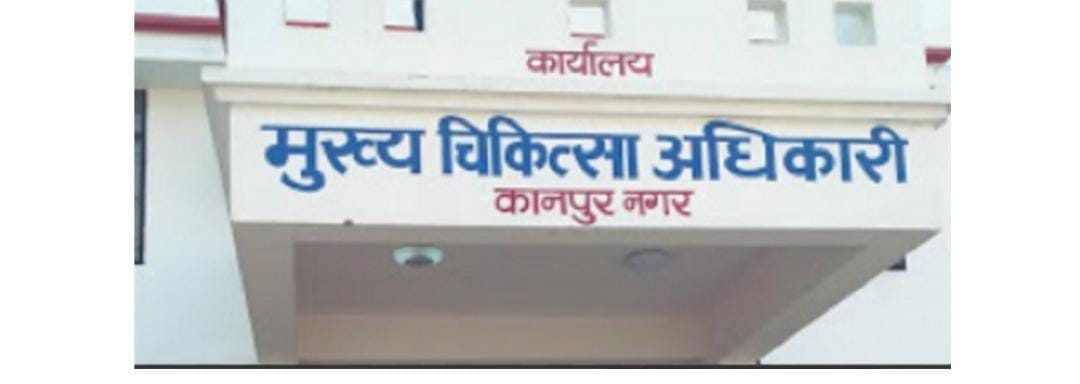 कार्यालय
मुख्य चिकित्सा अधिकारी
कानपुर नगर